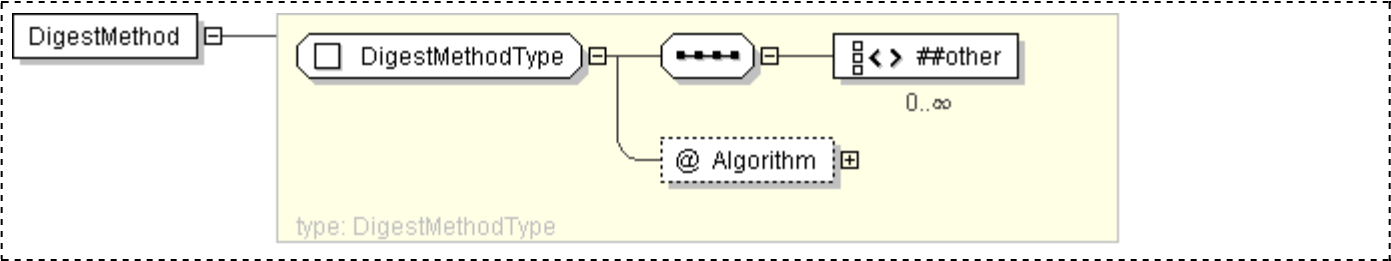 DigestMethod
DigestMethodType
##other
0..∞
@ Algorithm
type: DigestMethodType